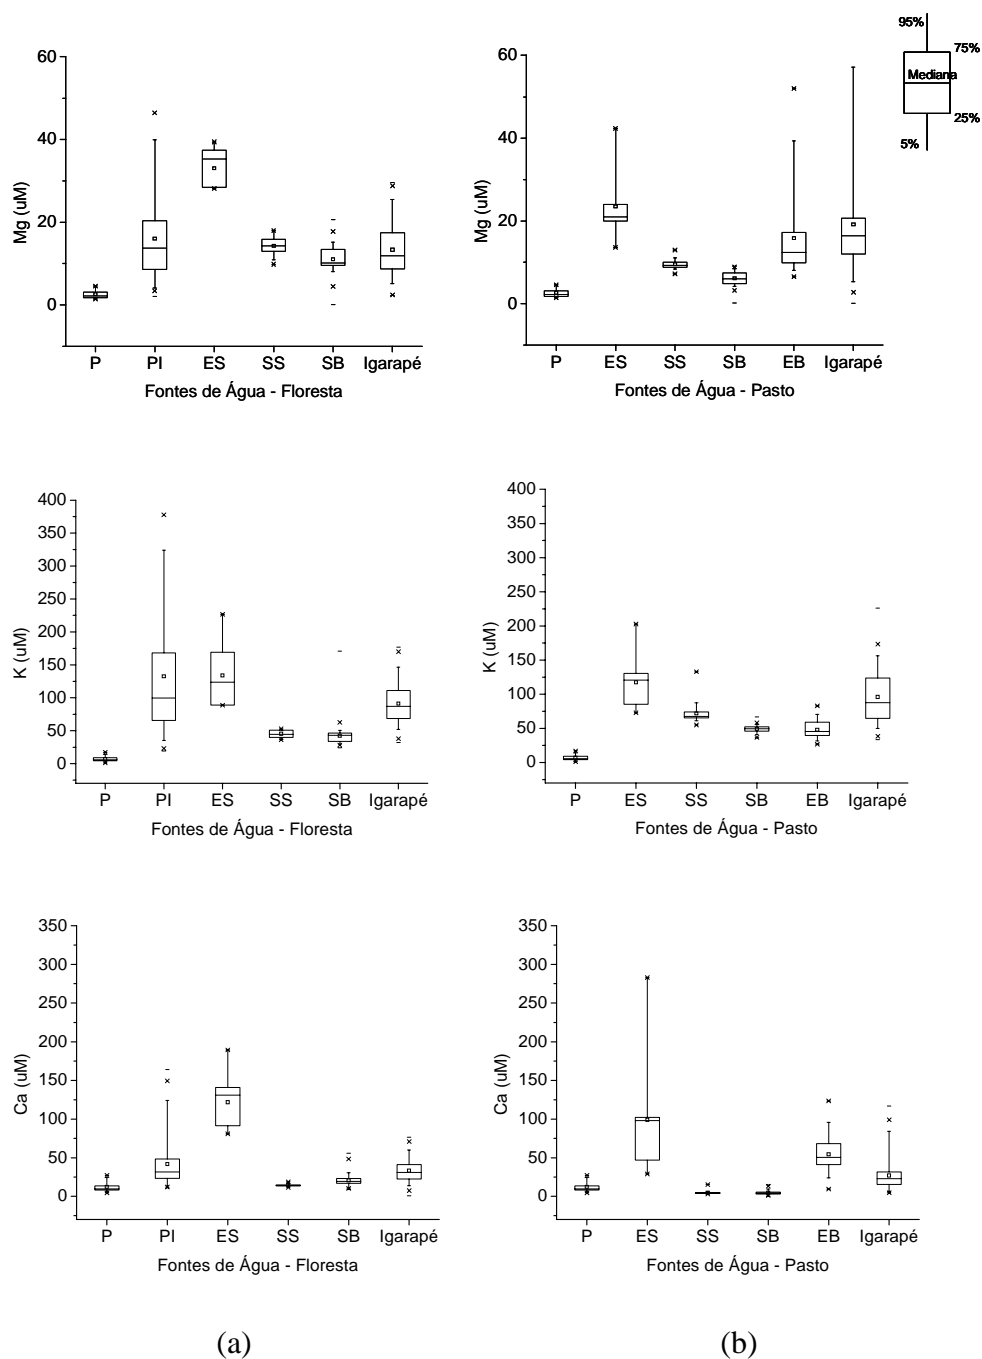 95%
75%
Mediana
25%
5%
60
40
20
0
Mg (uM)
P PI ES SS SB Igarapé
Fontes de Água - Floresta
60
40
20
0
Mg (uM)
P ES SS SB EB Igarapé
Fontes de Água - Pasto
400
350
300
250
200
150
100
50
0
K (uM)
P PI ES SS SB Igarapé
Fontes de Água - Floresta
400
350
300
250
200
150
100
50
0
K (uM)
P ES SS SB EB Igarapé
Fontes de Água - Pasto
350
300
250
200
150
100
50
0
Ca (uM)
P PI ES SS SB Igarapé
Fontes de Água - Floresta
350
300
250
200
150
100
50
0
Ca (uM)
P ES SS SB EB Igarapé
Fontes de Água - Pasto
(a)
(b)